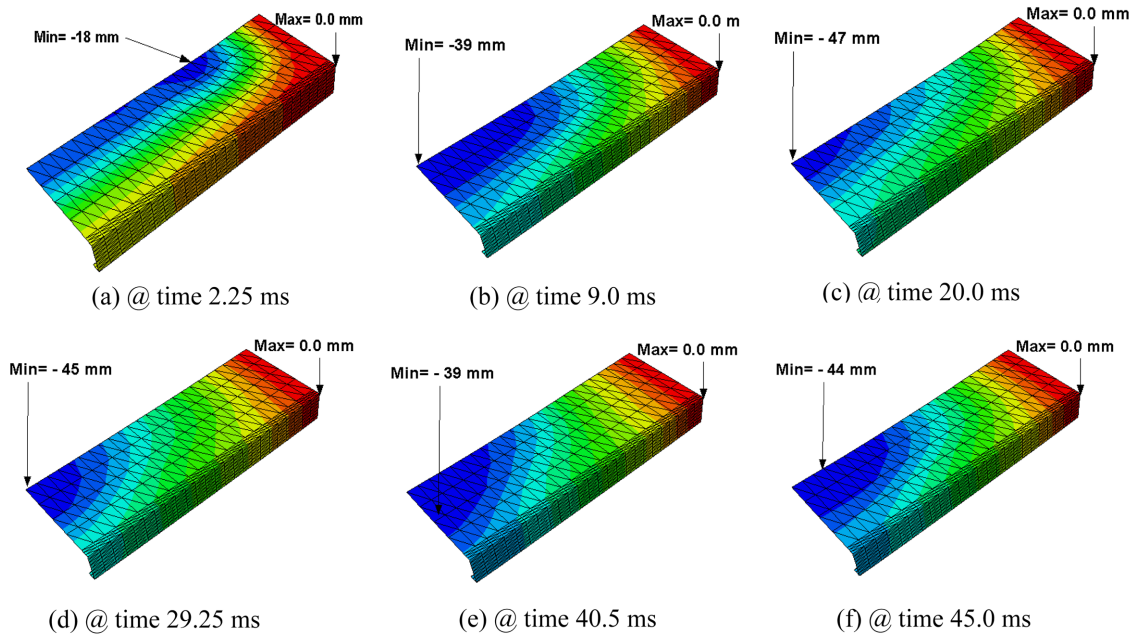 Min= -18 mm
Max= 0.0 mm
(a) @ time 2.25 ms
Min= -39 mm
Max= 0.0 m
(b) @ time 9.0 ms
Min= - 47 mm
Max= 0.0 mm
(c) @ time 20.0 ms
Min= - 45 mm
Max= 0.0 mm
(d) @ time 29.25 ms
Min= - 39 mm
Max= 0.0 mm
(e) @ time 40.5 ms
Min= - 44 mm
Max= 0.0 mm
(f) @ time 45.0 ms